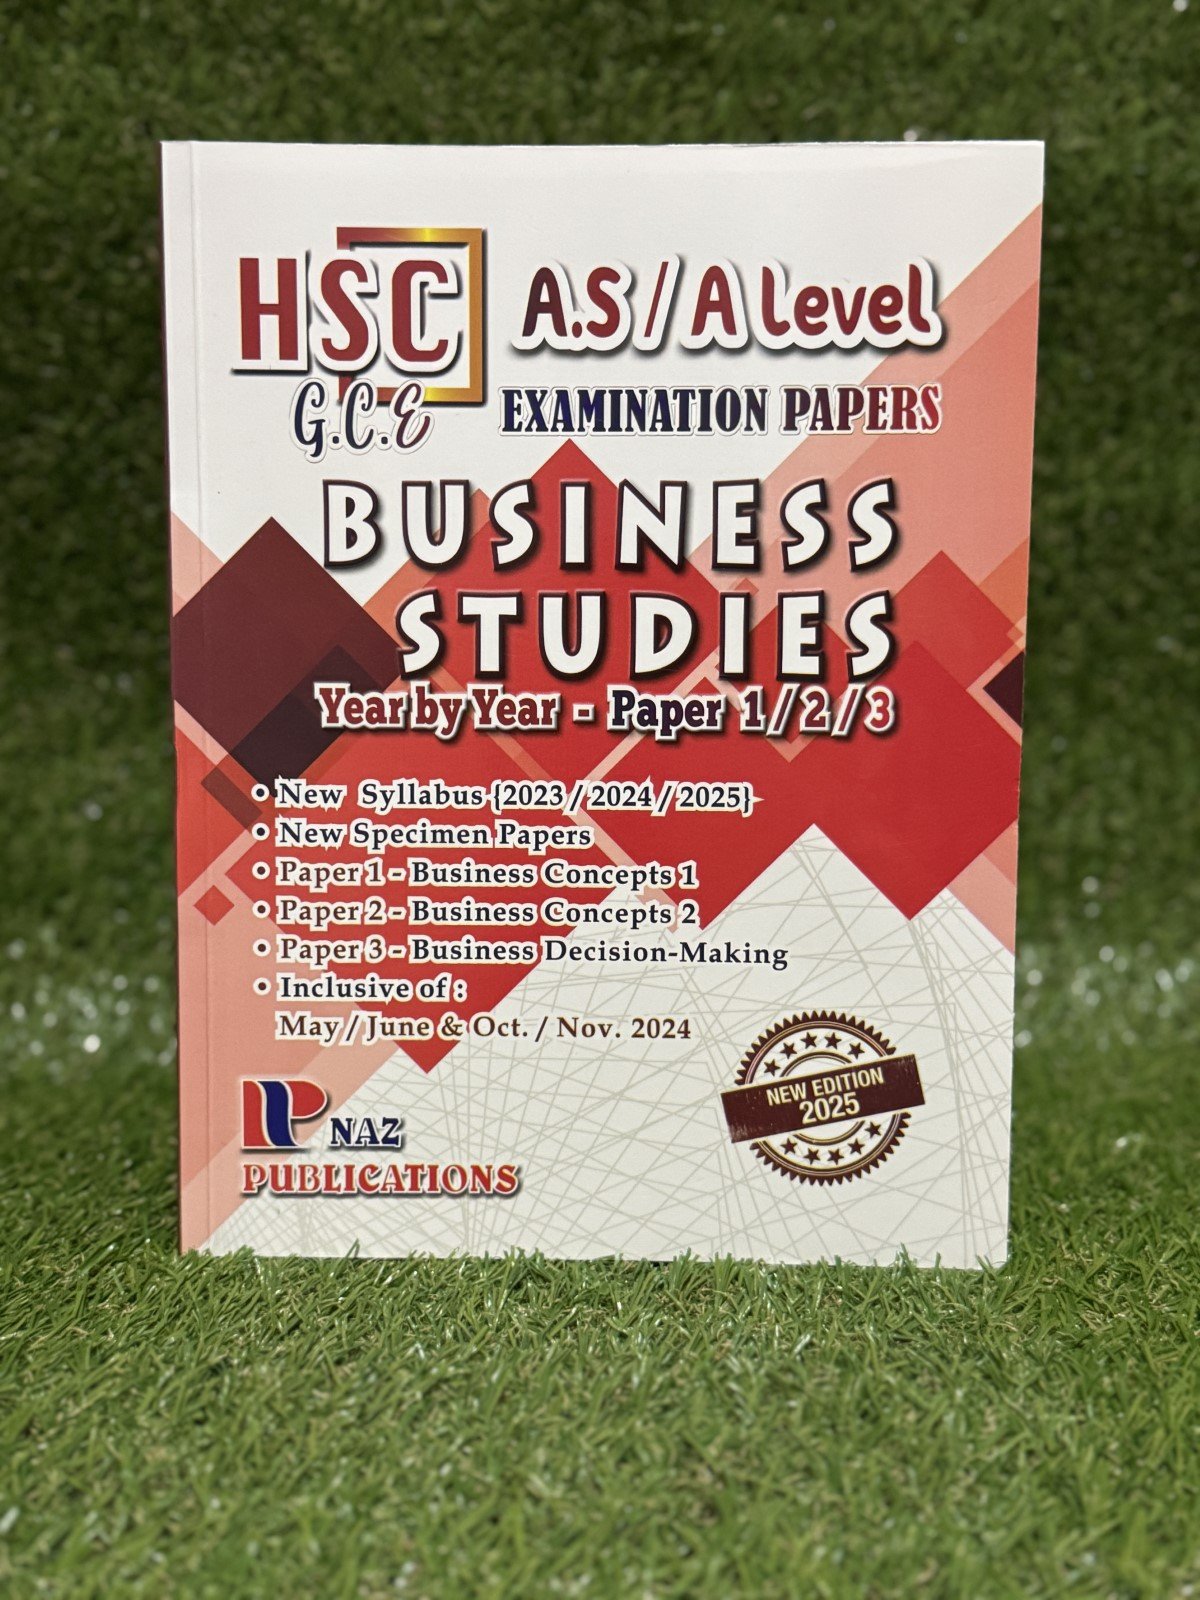 HSC
G.C.E
A.S / A Level
EXAMINATION PAPERS
BUSINESS
STUDIES
Year by Year - Paper 1 / 2 / 3
• New Syllabus {2023 / 2024 / 2025}
• New Specimen Papers
• Paper 1 - Business Concepts 1
• Paper 2 - Business Concepts 2
• Paper 3 - Business Decision-Making
• Inclusive of :
May / June & Oct. / Nov. 2024
NEW EDITION
2025
NAZ
PUBLICATIONS